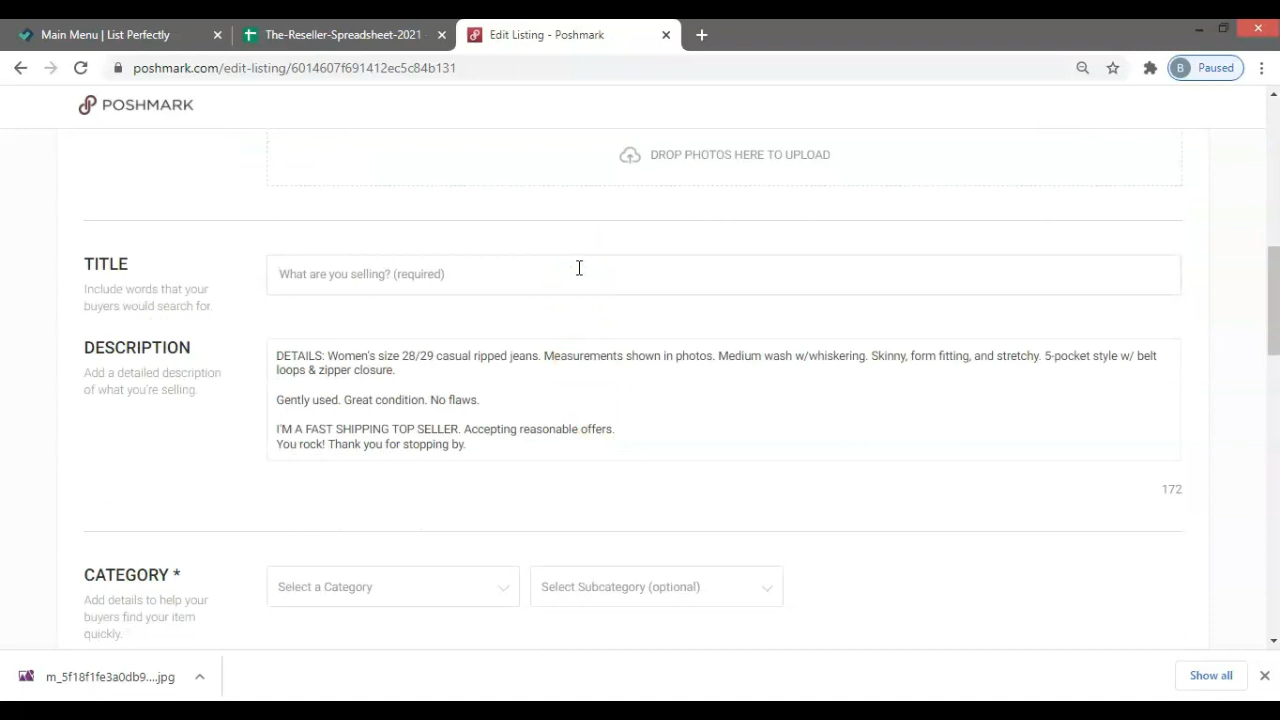 Main Menu | List Perfectly
The-Reseller-Spreadsheet-2021
Edit Listing - Poshmark
poshmark.com/edit-listing/6014607f691412ec5c84b131
B
Paused
POSHMARK
DROP PHOTOS HERE TO UPLOAD
TITLE
Include words that your
buyers would search for.
What are you selling? (required)
DESCRIPTION
Add a detailed description
of what you're selling.
DETAILS: Women's size 28/29 casual ripped jeans. Measurements shown in photos. Medium wash w/whiskering. Skinny, form fitting, and stretchy. 5-pocket style w/ belt
loops & zipper closure.
Gently used. Great condition. No flaws.
I'M A FAST SHIPPING TOP SELLER. Accepting reasonable offers.
You rock! Thank you for stopping by.
172
CATEGORY *
Add details to help your
buyers find your item
quickly.
Select a Category
Select Subcategory (optional)
m_5f18f1fe3a0db9....jpg
Show all